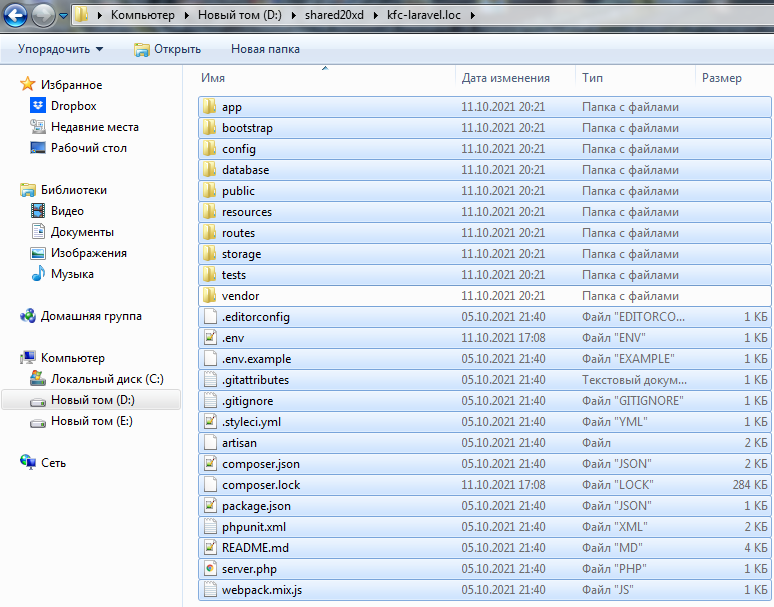 Компьютер ▸ Новый том (D:) ▸ shared20xd ▸ kfc-laravel.loc ▸
Упорядочить Открыть Новая папка
Имя Дата изменения Тип Размер
Избранное
Dropbox
Недавние места
Рабочий стол
Библиотеки
Видео
Документы
Изображения
Музыка
Домашняя группа
Компьютер
Локальный диск (C:)
Новый том (D:)
Новый том (E:)
Сеть
app 11.10.2021 20:21 Папка с файлами
bootstrap 11.10.2021 20:21 Папка с файлами
config 11.10.2021 20:21 Папка с файлами
database 11.10.2021 20:21 Папка с файлами
public 11.10.2021 20:21 Папка с файлами
resources 11.10.2021 20:21 Папка с файлами
routes 11.10.2021 20:21 Папка с файлами
storage 11.10.2021 20:21 Папка с файлами
tests 11.10.2021 20:21 Папка с файлами
vendor 11.10.2021 20:21 Папка с файлами
.editorconfig 05.10.2021 21:40 Файл "EDITORCO... 1 КБ
.env 11.10.2021 17:08 Файл "ENV" 1 КБ
.env.example 05.10.2021 21:40 Файл "EXAMPLE" 1 КБ
.gitattributes 05.10.2021 21:40 Текстовый докум... 1 КБ
.gitignore 05.10.2021 21:40 Файл "GITIGNORE" 1 КБ
.styleci.yml 05.10.2021 21:40 Файл "YML" 1 КБ
artisan 05.10.2021 21:40 Файл 2 КБ
composer.json 05.10.2021 21:40 Файл "JSON" 2 КБ
composer.lock 11.10.2021 17:08 Файл "LOCK" 284 КБ
package.json 05.10.2021 21:40 Файл "JSON" 1 КБ
phpunit.xml 05.10.2021 21:40 Файл "XML" 2 КБ
README.md 05.10.2021 21:40 Файл "MD" 4 КБ
server.php 05.10.2021 21:40 Файл "PHP" 1 КБ
webpack.mix.js 05.10.2021 21:40 Файл "JS" 1 КБ